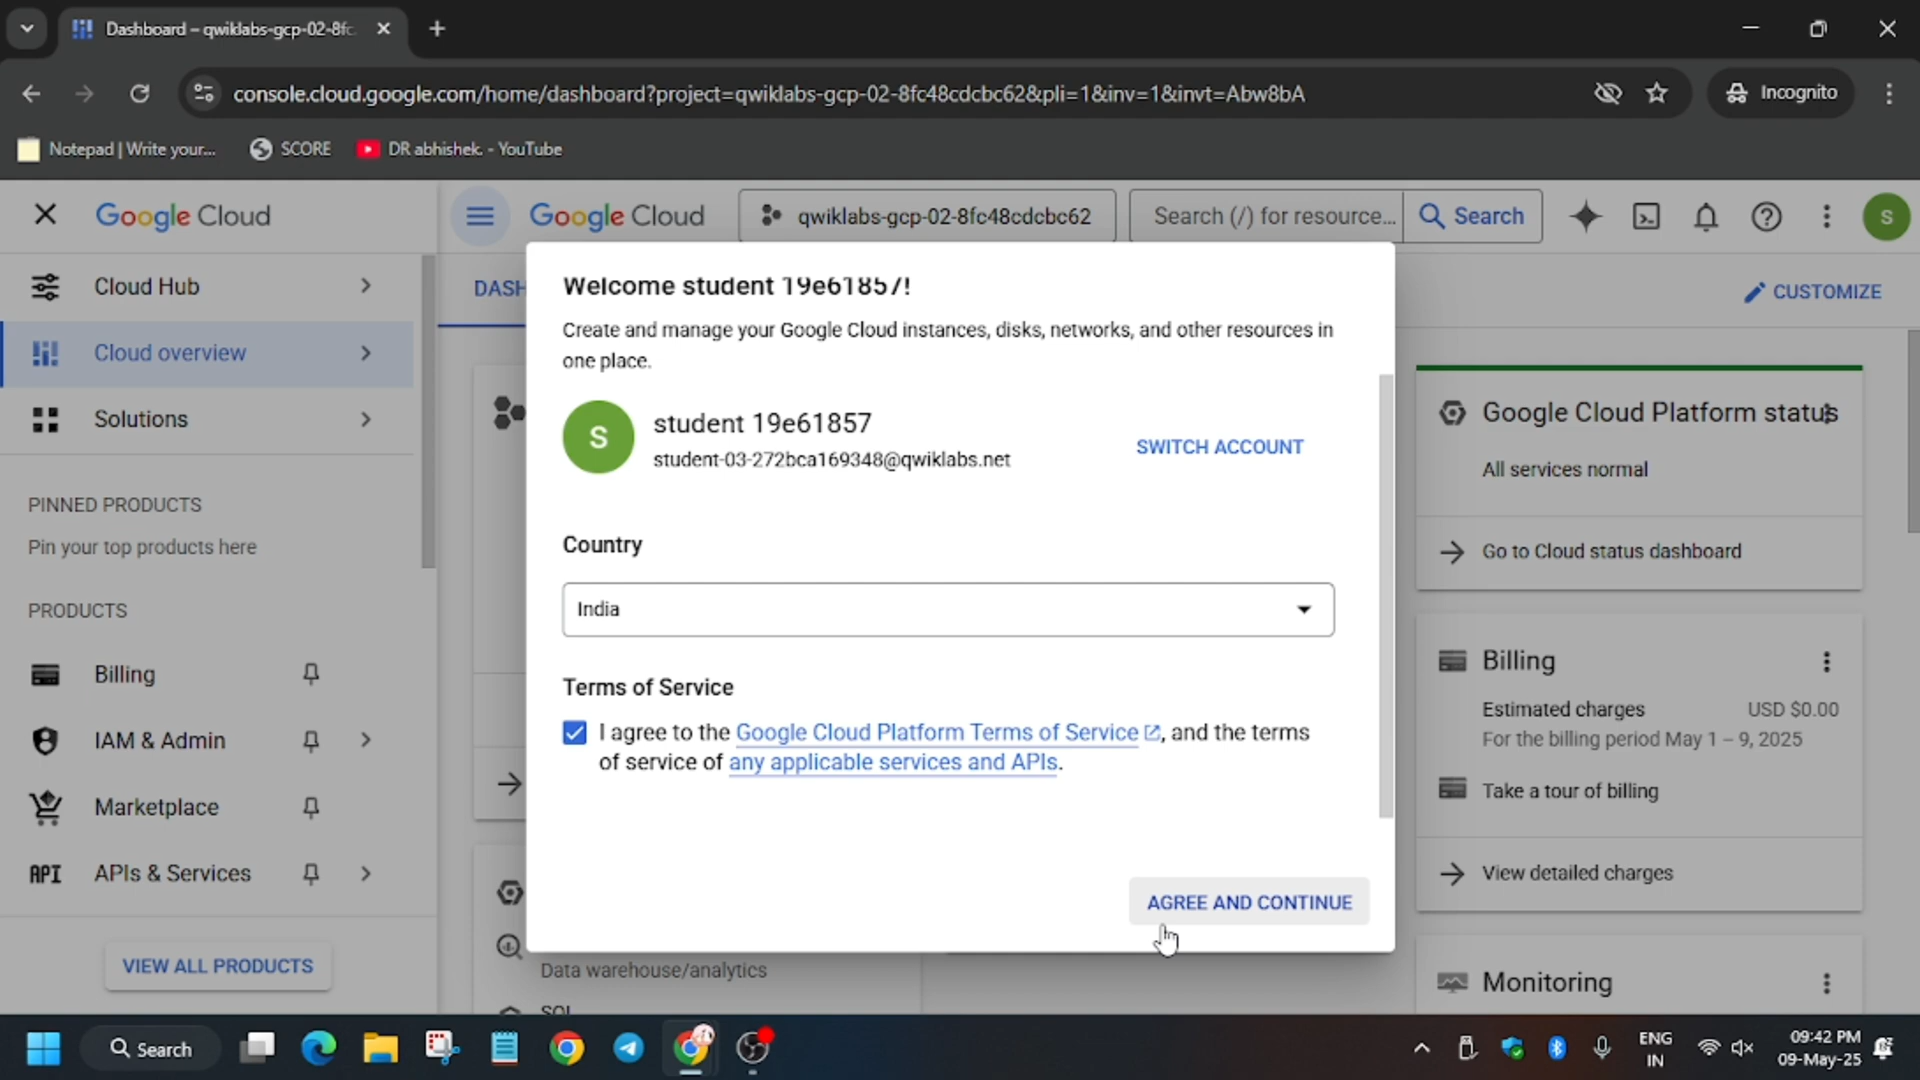 Dashboard – qwiklabs-gcp-02-8fc
console.cloud.google.com/home/dashboard?project=qwiklabs-gcp-02-8fc48cdcbc62&pli=1&inv=1&invt=Abw8bA
Incognito
Notepad | Write your...
SCORE
DR abhishek. - YouTube
Google Cloud
Google Cloud
qwiklabs-gcp-02-8fc48cdcbc62
Search (/) for resource...
Search
S
Cloud Hub
Cloud overview
Solutions
PINNED PRODUCTS
Pin your top products here
PRODUCTS
Billing
IAM & Admin
Marketplace
API
APIs & Services
VIEW ALL PRODUCTS
DASH
CUSTOMIZE
Welcome student 19e61857!
Create and manage your Google Cloud instances, disks, networks, and other resources in
one place.
S
student 19e61857
student-03-272bca169348@qwiklabs.net
SWITCH ACCOUNT
Country
India
Terms of Service
I agree to the Google Cloud Platform Terms of Service, and the terms
of service of any applicable services and APIs.
AGREE AND CONTINUE
Data warehouse/analytics
SQL
Google Cloud Platform status
All services normal
Go to Cloud status dashboard
Billing
Estimated charges USD $0.00
For the billing period May 1 – 9, 2025
Take a tour of billing
View detailed charges
Monitoring
Search
ENG
IN
09:42 PM
09-May-25